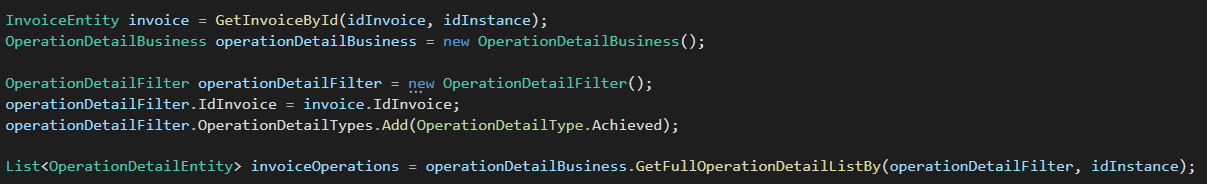 InvoiceEntity invoice = GetInvoiceById(idInvoice, idInstance);
OperationDetailBusiness operationDetailBusiness = new OperationDetailBusiness();
OperationDetailFilter operationDetailFilter = new OperationDetailFilter();
operationDetailFilter.IdInvoice = invoice.IdInvoice;
operationDetailFilter.OperationDetailTypes.Add(OperationDetailType.Achieved);
List<OperationDetailEntity> invoiceOperations = operationDetailBusiness.GetFullOperationDetailListBy(operationDetailFilter, idInstance);